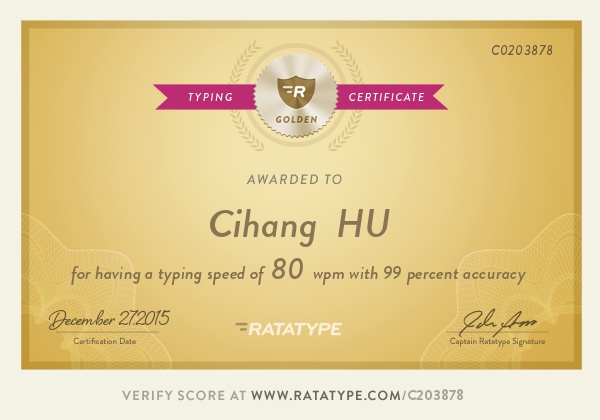 C0203878
TYPING
R
GOLDEN
CERTIFICATE
AWARDED TO
Cihang HU
for having a typing speed of 80 wpm with 99 percent accuracy
December 27.2015
Certification Date
RATATYPE
Captain Ratatype Signature
VERIFY SCORE AT WWW.RATATYPE.COM/C203878